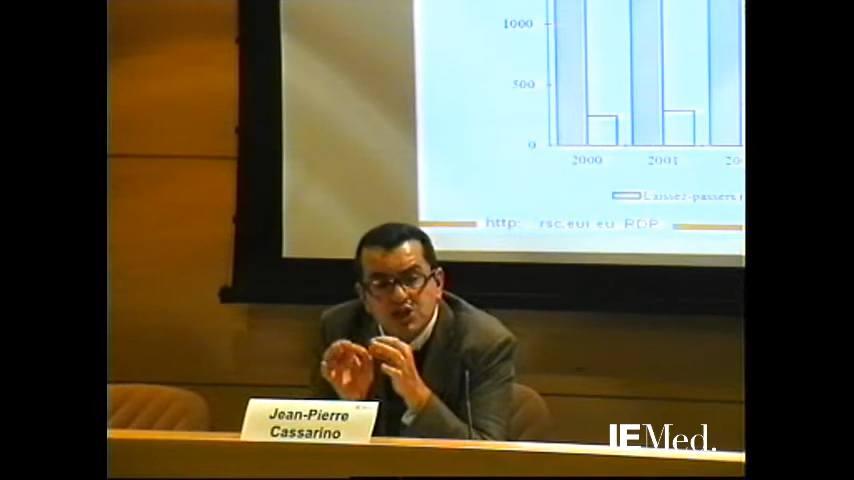 1000
500
0
2000 2001
Laissez-passers
http: rsc.eui.eu RDP
Jean-Pierre
Cassarino
IEMed.